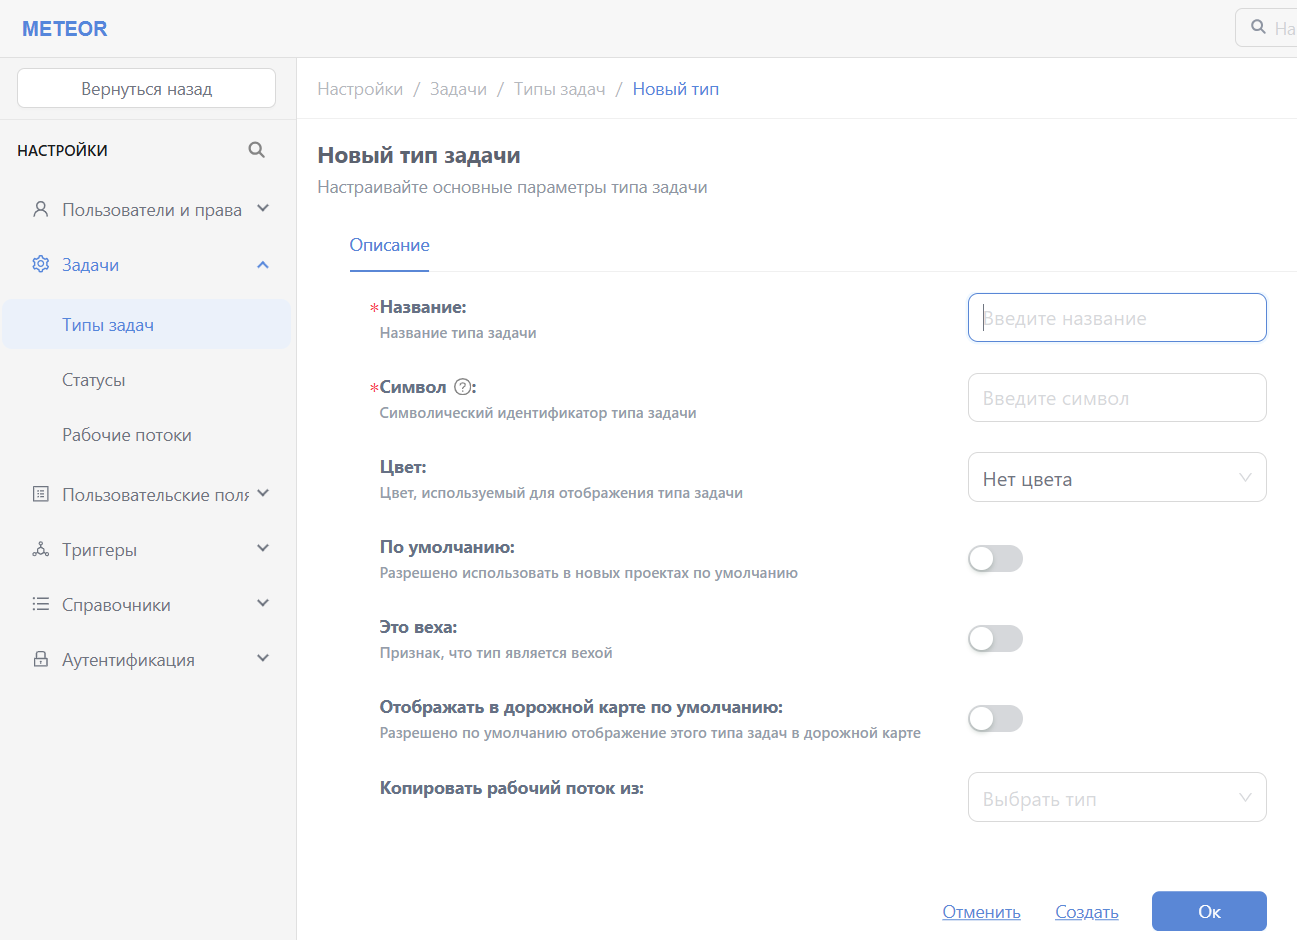 METEOR
На
Вернуться назад
Настройки / Задачи / Типы задач / Новый тип
НАСТРОЙКИ
Пользователи и права
Задачи
Типы задач
Статусы
Рабочие потоки
Пользовательские поля
Триггеры
Справочники
Аутентификация
Новый тип задачи
Настраивайте основные параметры типа задачи
Описание
*Название:
Название типа задачи
Введите название
*Символ ?:
Символический идентификатор типа задачи
Введите символ
Цвет:
Цвет, используемый для отображения типа задачи
Нет цвета
По умолчанию:
Разрешено использовать в новых проектах по умолчанию
Это веха:
Признак, что тип является вехой
Отображать в дорожной карте по умолчанию:
Разрешено по умолчанию отображение этого типа задач в дорожной карте
Копировать рабочий поток из:
Выбрать тип
Отменить
Создать
Ок